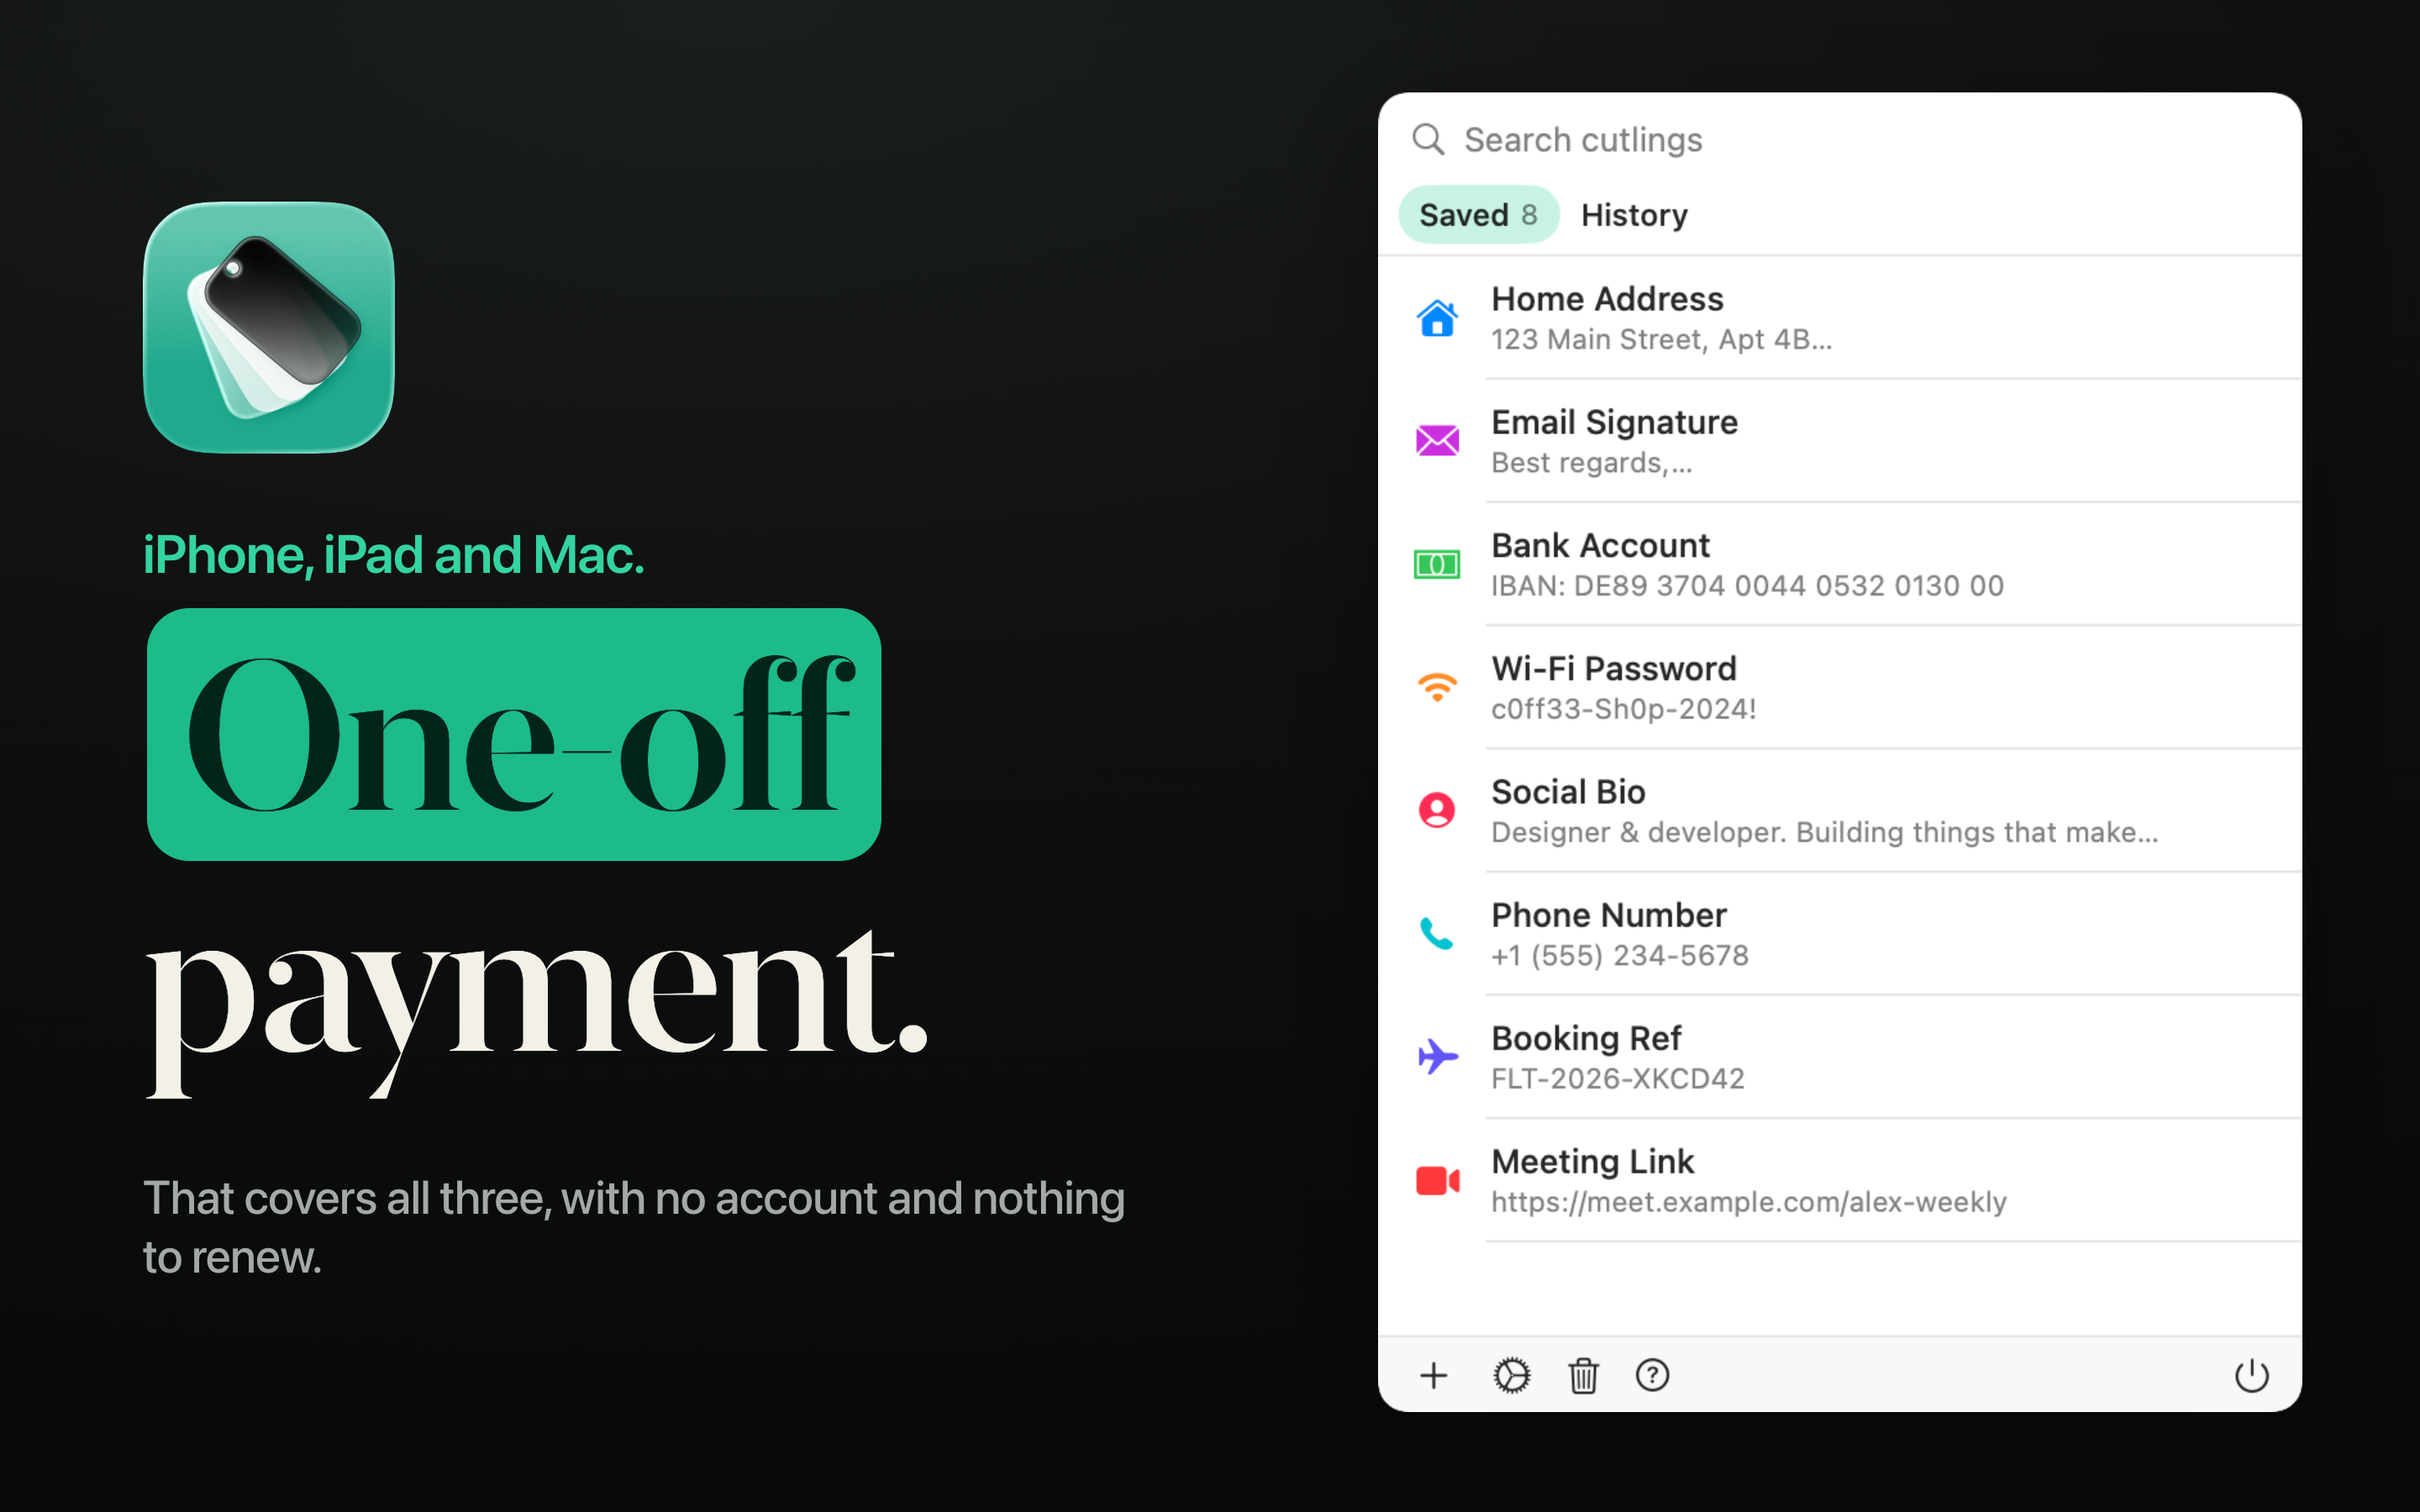 iPhone, iPad and Mac.
One-off
payment.
That covers all three, with no account and nothing
to renew.
Search cutlings
Saved 8 History
Home Address
123 Main Street, Apt 4B...
Email Signature
Best regards,...
Bank Account
IBAN: DE89 3704 0044 0532 0130 00
Wi-Fi Password
c0ff33-Sh0p-2024!
Social Bio
Designer & developer. Building things that make...
Phone Number
+1 (555) 234-5678
Booking Ref
FLT-2026-XKCD42
Meeting Link
https://meet.example.com/alex-weekly